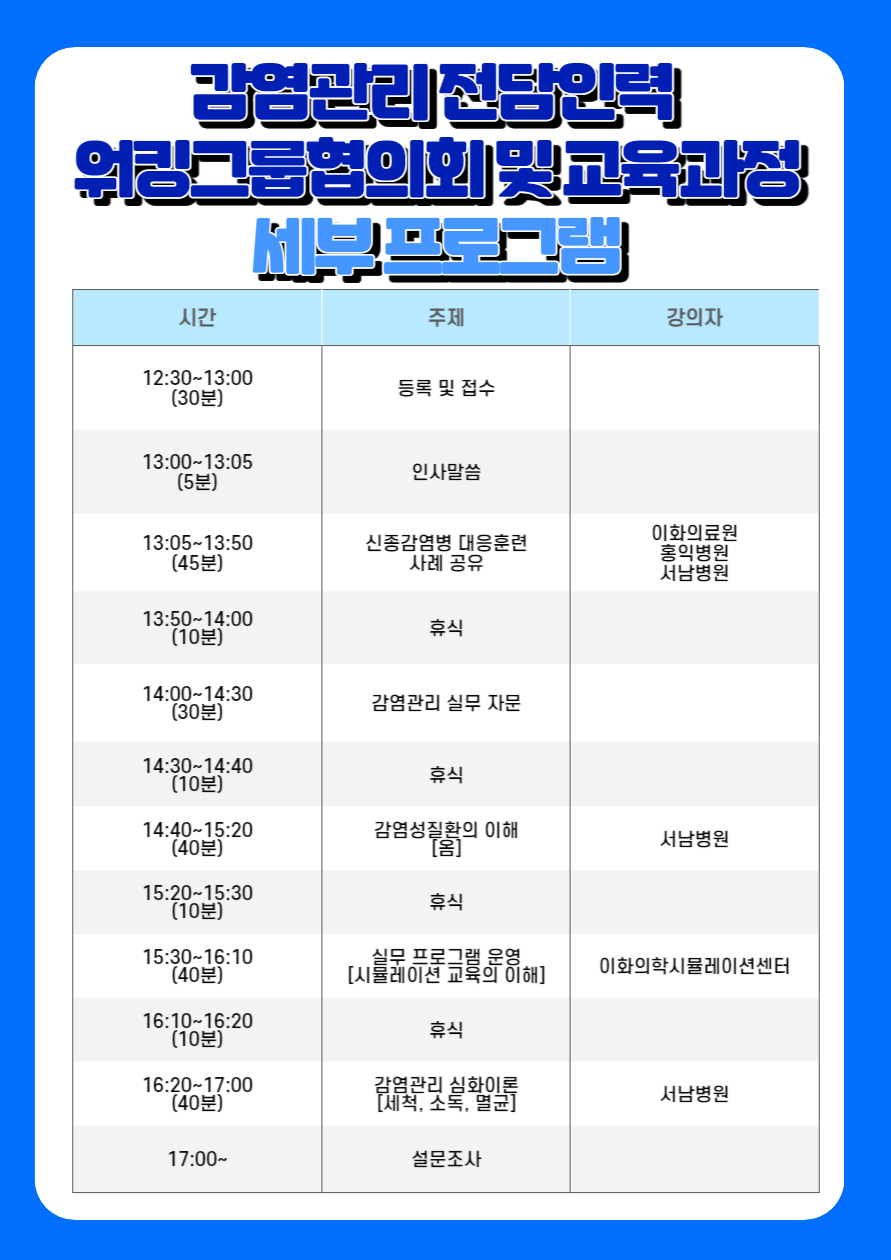 감염관리 전담인력
워킹그룹협의회 및 교육과정
세부 프로그램
시간 주제 강의자
12:30~13:00
(30분)
등록 및 접수
13:00~13:05
(5분)
인사말씀
13:05~13:50
(45분)
신종감염병 대응훈련
사례 공유
이화의료원
홍익병원
서남병원
13:50~14:00
(10분)
휴식
14:00~14:30
(30분)
감염관리 실무 자문
14:30~14:40
(10분)
휴식
14:40~15:20
(40분)
감염성질환의 이해
[옴]
서남병원
15:20~15:30
(10분)
휴식
15:30~16:10
(40분)
실무 프로그램 운영
[시뮬레이션 교육의 이해]
이화의학시뮬레이션센터
16:10~16:20
(10분)
휴식
16:20~17:00
(40분)
감염관리 심화이론
[세척, 소독, 멸균]
서남병원
17:00~
설문조사